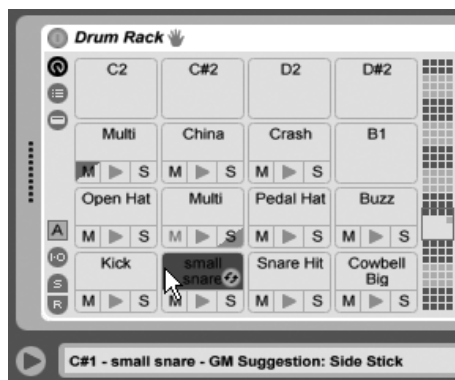 Drum Rack
C2 C#2 D2 D#2
Multi China Crash B1
M S M S M S
Open Hat Multi Pedal Hat Buzz
A M S M S M S M S
I·O Kick small snare Snare Hit Cowbell Big
S
R M S M S M S M S
C#1 - small snare - GM Suggestion: Side Stick